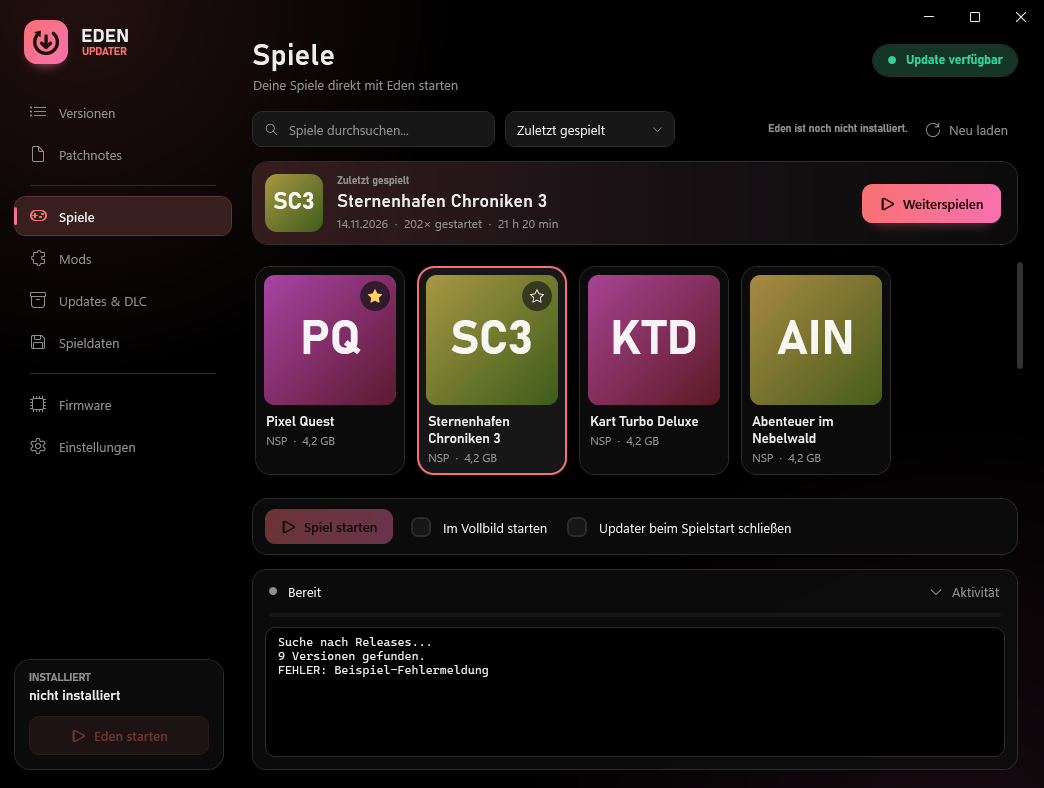 EDEN
UPDATER
Versionen
Patchnotes
Spiele
Mods
Updates & DLC
Spieldaten
Firmware
Einstellungen
INSTALLIERT
nicht installiert
Eden starten
Spiele
Deine Spiele direkt mit Eden starten
Update verfügbar
Spiele durchsuchen...
Zuletzt gespielt
Eden ist noch nicht installiert.
Neu laden
SC3
Zuletzt gespielt
Sternenhafen Chroniken 3
14.11.2026 · 202× gestartet · 21 h 20 min
Weiterspielen
PQ
Pixel Quest
NSP · 4,2 GB
SC3
Sternenhafen
Chroniken 3
NSP · 4,2 GB
KTD
Kart Turbo Deluxe
NSP · 4,2 GB
AIN
Abenteuer im
Nebelwald
NSP · 4,2 GB
Spiel starten
Im Vollbild starten
Updater beim Spielstart schließen
Bereit
Aktivität
Suche nach Releases...
9 Versionen gefunden.
FEHLER: Beispiel-Fehlermeldung